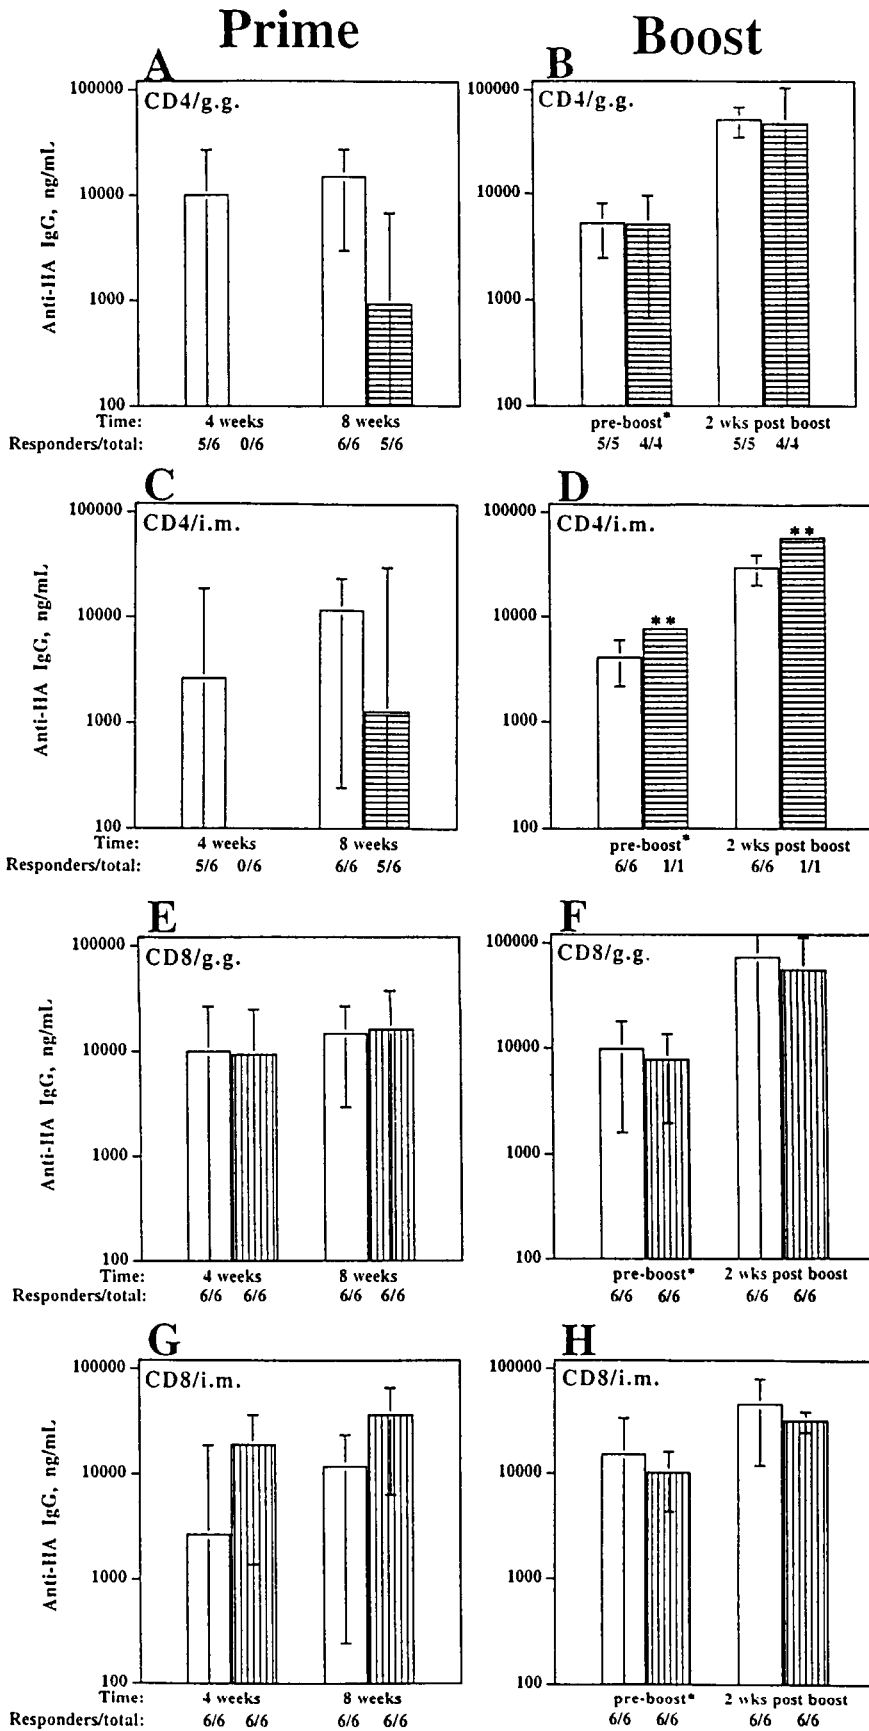 Prime Boost
A B
100000 CD4/g.g. 100000 CD4/g.g.
10000 10000
1000 1000
100 100
Anti-HA IgG, ng/mL
Time: 4 weeks 8 weeks pre-boost* 2 wks post boost
Responders/total: 5/6 0/6 6/6 5/6 5/5 4/4 5/5 4/4
C D
100000 CD4/i.m. 100000 CD4/i.m.
** **
10000 10000
1000 1000
100 100
Anti-HA IgG, ng/mL
Time: 4 weeks 8 weeks pre-boost* 2 wks post boost
Responders/total: 5/6 0/6 6/6 5/6 6/6 1/1 6/6 1/1
E F
100000 CD8/g.g. 100000 CD8/g.g.
10000 10000
1000 1000
100 100
Anti-HA IgG, ng/mL
Time: 4 weeks 8 weeks pre-boost* 2 wks post boost
Responders/total: 6/6 6/6 6/6 6/6 6/6 6/6 6/6 6/6
G H
100000 CD8/i.m. 100000 CD8/i.m.
10000 10000
1000 1000
100 100
Anti-HA IgG, ng/mL
Time: 4 weeks 8 weeks pre-boost* 2 wks post boost
Responders/total: 6/6 6/6 6/6 6/6 6/6 6/6 6/6 6/6